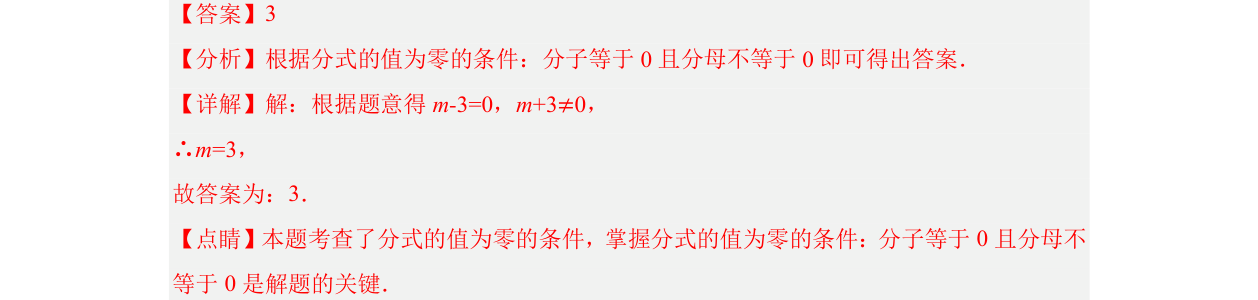 【答案】3
【分析】根据分式的值为零的条件：分子等于 0 且分母不等于 0 即可得出答案．
【详解】解：根据题意得 m-3=0，m+3≠0，
∴m=3，
故答案为：3．
【点睛】本题考查了分式的值为零的条件，掌握分式的值为零的条件：分子等于 0 且分母不
等于 0 是解题的关键．